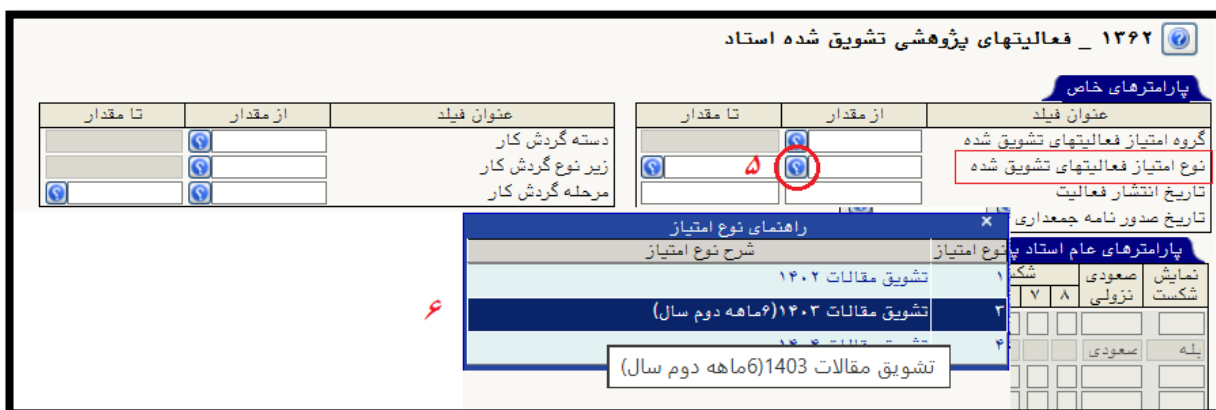 ۱۳۶۲ _ فعالیتهای پژوهشی تشویق شده استاد
پارامترهای خاص
عنوان فیلد از مقدار تا مقدار عنوان فیلد از مقدار تا مقدار
گروه امتیاز فعالیتهای تشویق شده دسته گردش کار
نوع امتیاز فعالیتهای تشویق شده ۵ زیر نوع گردش کار
تاریخ انتشار فعالیت مرحله گردش کار
تاریخ صدور نامه جمعداری
راهنمای نوع امتیاز ×
پارامترهای عام استاد
نوع امتیاز شرح نوع امتیاز
نمایش شکست صعودی نزولی ۸ ۷
۱ تشویق مقالات ۱۴۰۲
۳ تشویق مقالات ۱۴۰۳(۶ماهه دوم سال)
۶
۴
بله صعودی
تشویق مقالات 1403(6ماهه دوم سال)